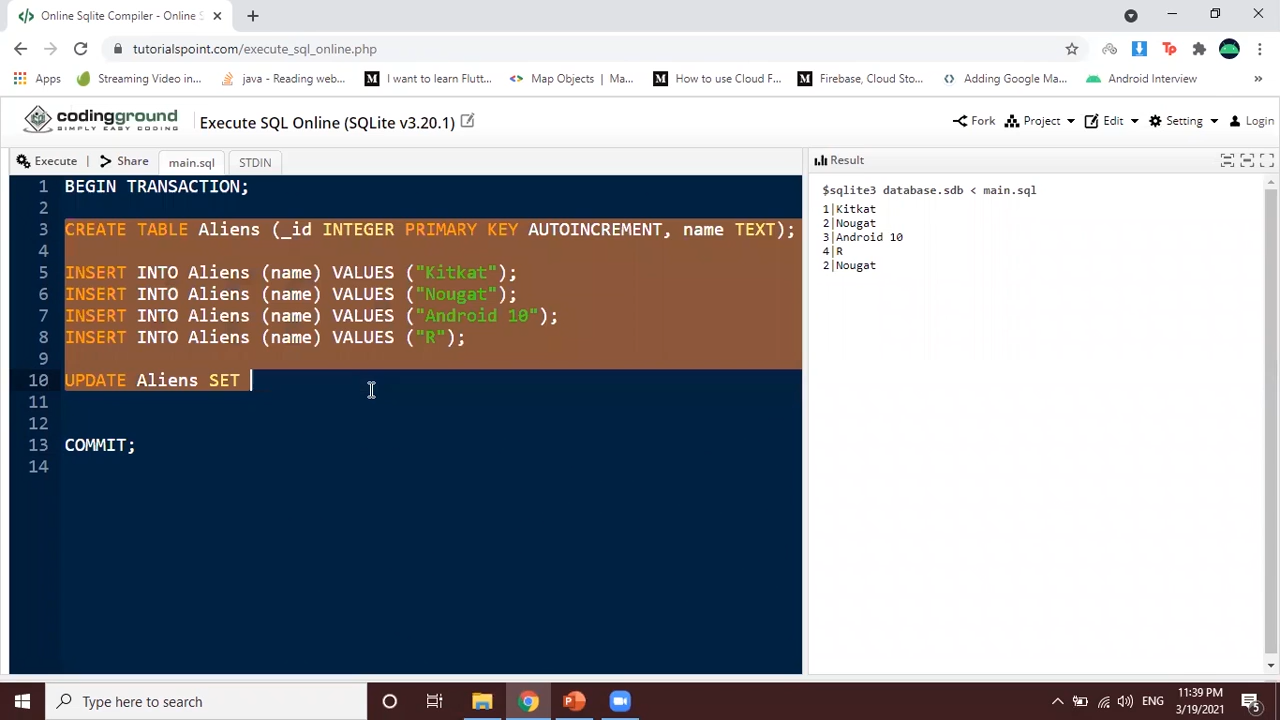 Online Sqlite Compiler - Online S
tutorialspoint.com/execute_sql_online.php
Apps
Streaming Video in...
java - Reading web...
I want to learn Flutt...
Map Objects | Ma...
How to use Cloud F...
Firebase, Cloud Sto...
Adding Google Ma...
Android Interview
»
codingground
SIMPLY EASY CODING
Execute SQL Online (SQLite v3.20.1)
Fork
Project
Edit
Setting
Login
Execute |
Share
main.sql
STDIN
Result
1 BEGIN TRANSACTION;
2
3 CREATE TABLE Aliens (_id INTEGER PRIMARY KEY AUTOINCREMENT, name TEXT);
4
5 INSERT INTO Aliens (name) VALUES ("Kitkat");
6 INSERT INTO Aliens (name) VALUES ("Nougat");
7 INSERT INTO Aliens (name) VALUES ("Android 10");
8 INSERT INTO Aliens (name) VALUES ("R");
9
10 UPDATE Aliens SET
11
12
13 COMMIT;
14
$sqlite3 database.sdb < main.sql
1|Kitkat
2|Nougat
3|Android 10
4|R
2|Nougat
Type here to search
ENG
11:39 PM
3/19/2021
5